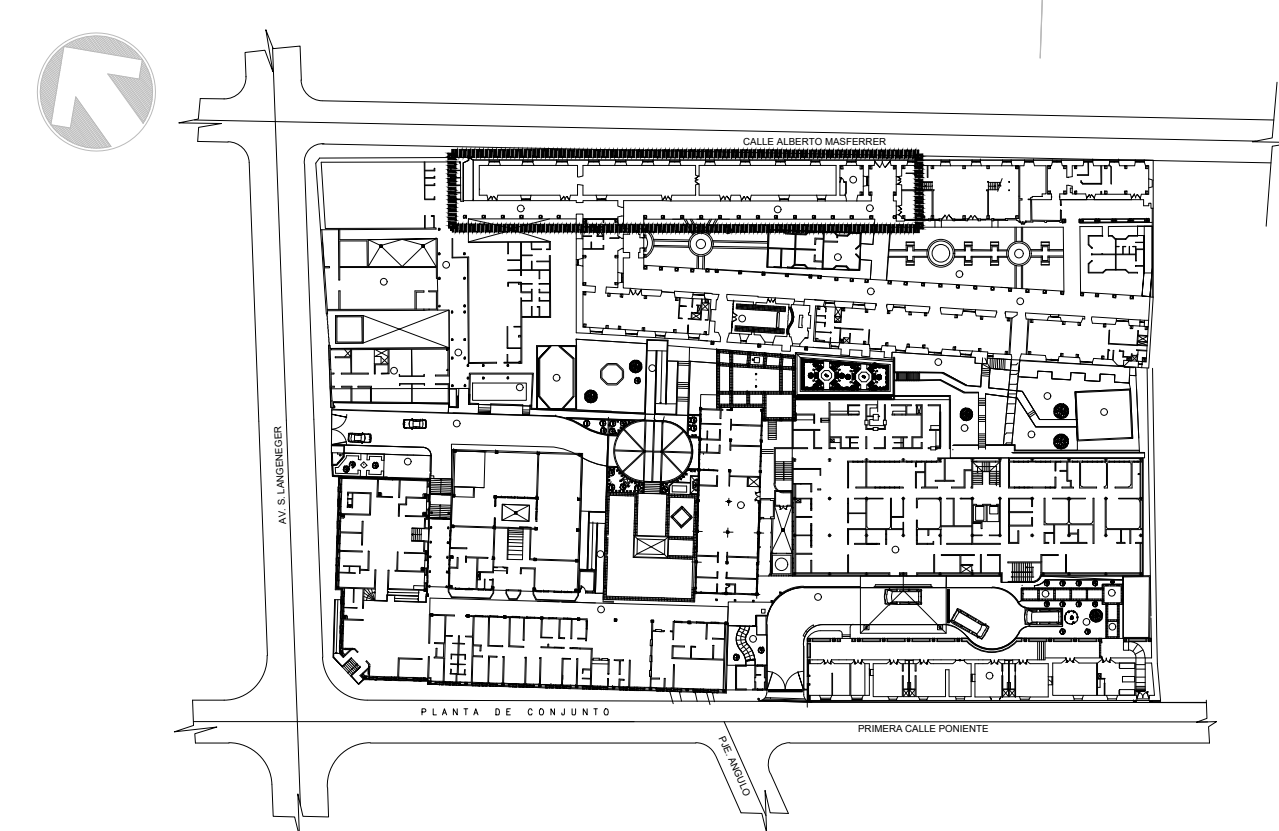 CALLE ALBERTO MASFERRER
AV. S. LANGENEGER
PLANTA DE CONJUNTO
PRIMERA CALLE PONIENTE
PJE. ANGULO